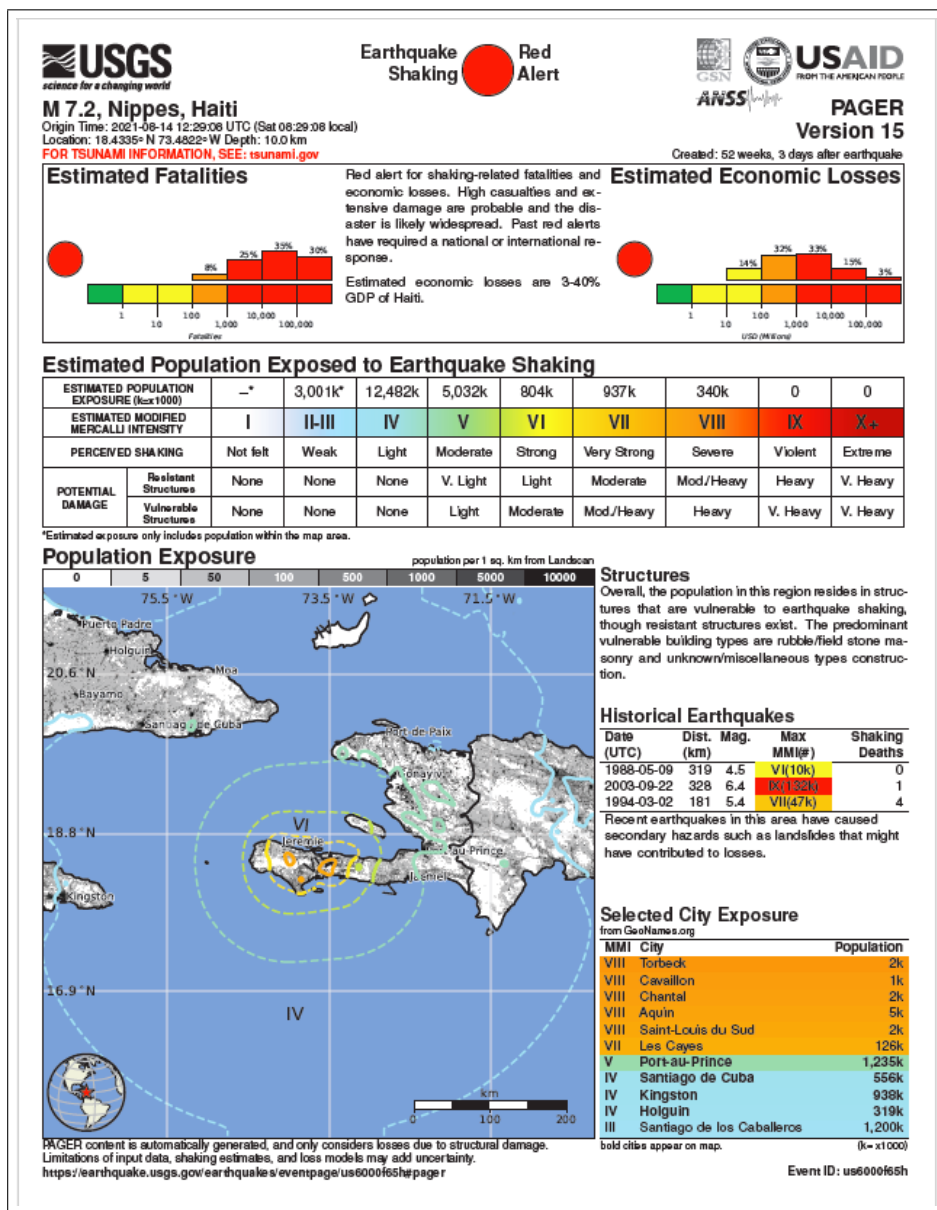 USGS
science for a changing world
Earthquake
Shaking
Red
Alert
GSN
USAID
FROM THE AMERICAN PEOPLE
ANSS
M 7.2, Nippes, Haiti
Origin Time: 2021-08-14 12:29:08 UTC (Sat 08:29:08 local)
Location: 18.4335° N 73.4822° W Depth: 10.0 km
FOR TSUNAMI INFORMATION, SEE: tsunami.gov
PAGER
Version 15
Created: 52 weeks, 3 days after earthquake
Estimated Fatalities
8% 25% 35% 30%
1 100 10,000
10 1,000 100,000
Fatalities
Red alert for shaking-related fatalities and
economic losses. High casualties and ex-
tensive damage are probable and the dis-
aster is likely widespread. Past red alerts
have required a national or international re-
sponse.
Estimated economic losses are 3-40%
GDP of Haiti.
Estimated Economic Losses
14% 32% 33% 15% 3%
1 100 10,000
10 1,000 100,000
USD (Millions)
Estimated Population Exposed to Earthquake Shaking
ESTIMATED POPULATION EXPOSURE (k=x1000) –* 3,001k* 12,482k 5,032k 804k 937k 340k 0 0
ESTIMATED MODIFIED MERCALLI INTENSITY I II-III IV V VI VII VIII IX X+
PERCEIVED SHAKING Not felt Weak Light Moderate Strong Very Strong Severe Violent Extreme
POTENTIAL DAMAGE
Resistant Structures None None None V. Light Light Moderate Mod./Heavy Heavy V. Heavy
Vulnerable Structures None None None Light Moderate Mod./Heavy Heavy V. Heavy V. Heavy
*Estimated exposure only includes population within the map area.
Population Exposure
population per 1 sq. km from Landscan
0 5 50 100 500 1000 5000 10000
75.5°W 73.5°W 71.5°W
Puerto Padre
Holguin
20.6°N
Moa
Bayamo
Santiago de Cuba
Port-de-Paix
Gonayiv
18.8°N
VI
Jeremie
-au-Prince
Jacmel
Kingston
16.9°N
IV
km
0 100 200
Structures
Overall, the population in this region resides in struc-
tures that are vulnerable to earthquake shaking,
though resistant structures exist. The predominant
vulnerable building types are rubble/field stone ma-
sonry and unknown/miscellaneous types construc-
tion.
Historical Earthquakes
Date (UTC) Dist. (km) Mag. Max MMI(#) Shaking Deaths
1988-05-09 319 4.5 VI(10k) 0
2003-09-22 328 6.4 IX(132k) 1
1994-03-02 181 5.4 VII(47k) 4
Recent earthquakes in this area have caused
secondary hazards such as landslides that might
have contributed to losses.
Selected City Exposure
from GeoNames.org
MMI City Population
VIII Torbeck 2k
VIII Cavaillon 1k
VIII Chantal 2k
VIII Aquin 5k
VIII Saint-Louis du Sud 2k
VII Les Cayes 126k
V Port-au-Prince 1,235k
IV Santiago de Cuba 556k
IV Kingston 938k
IV Holguin 319k
III Santiago de los Caballeros 1,200k
bold cities appear on map. (k= x1000)
PAGER content is automatically generated, and only considers losses due to structural damage.
Limitations of input data, shaking estimates, and loss models may add uncertainty.
https://earthquake.usgs.gov/earthquakes/eventpage/us6000f65h#pager
Event ID: us6000f65h